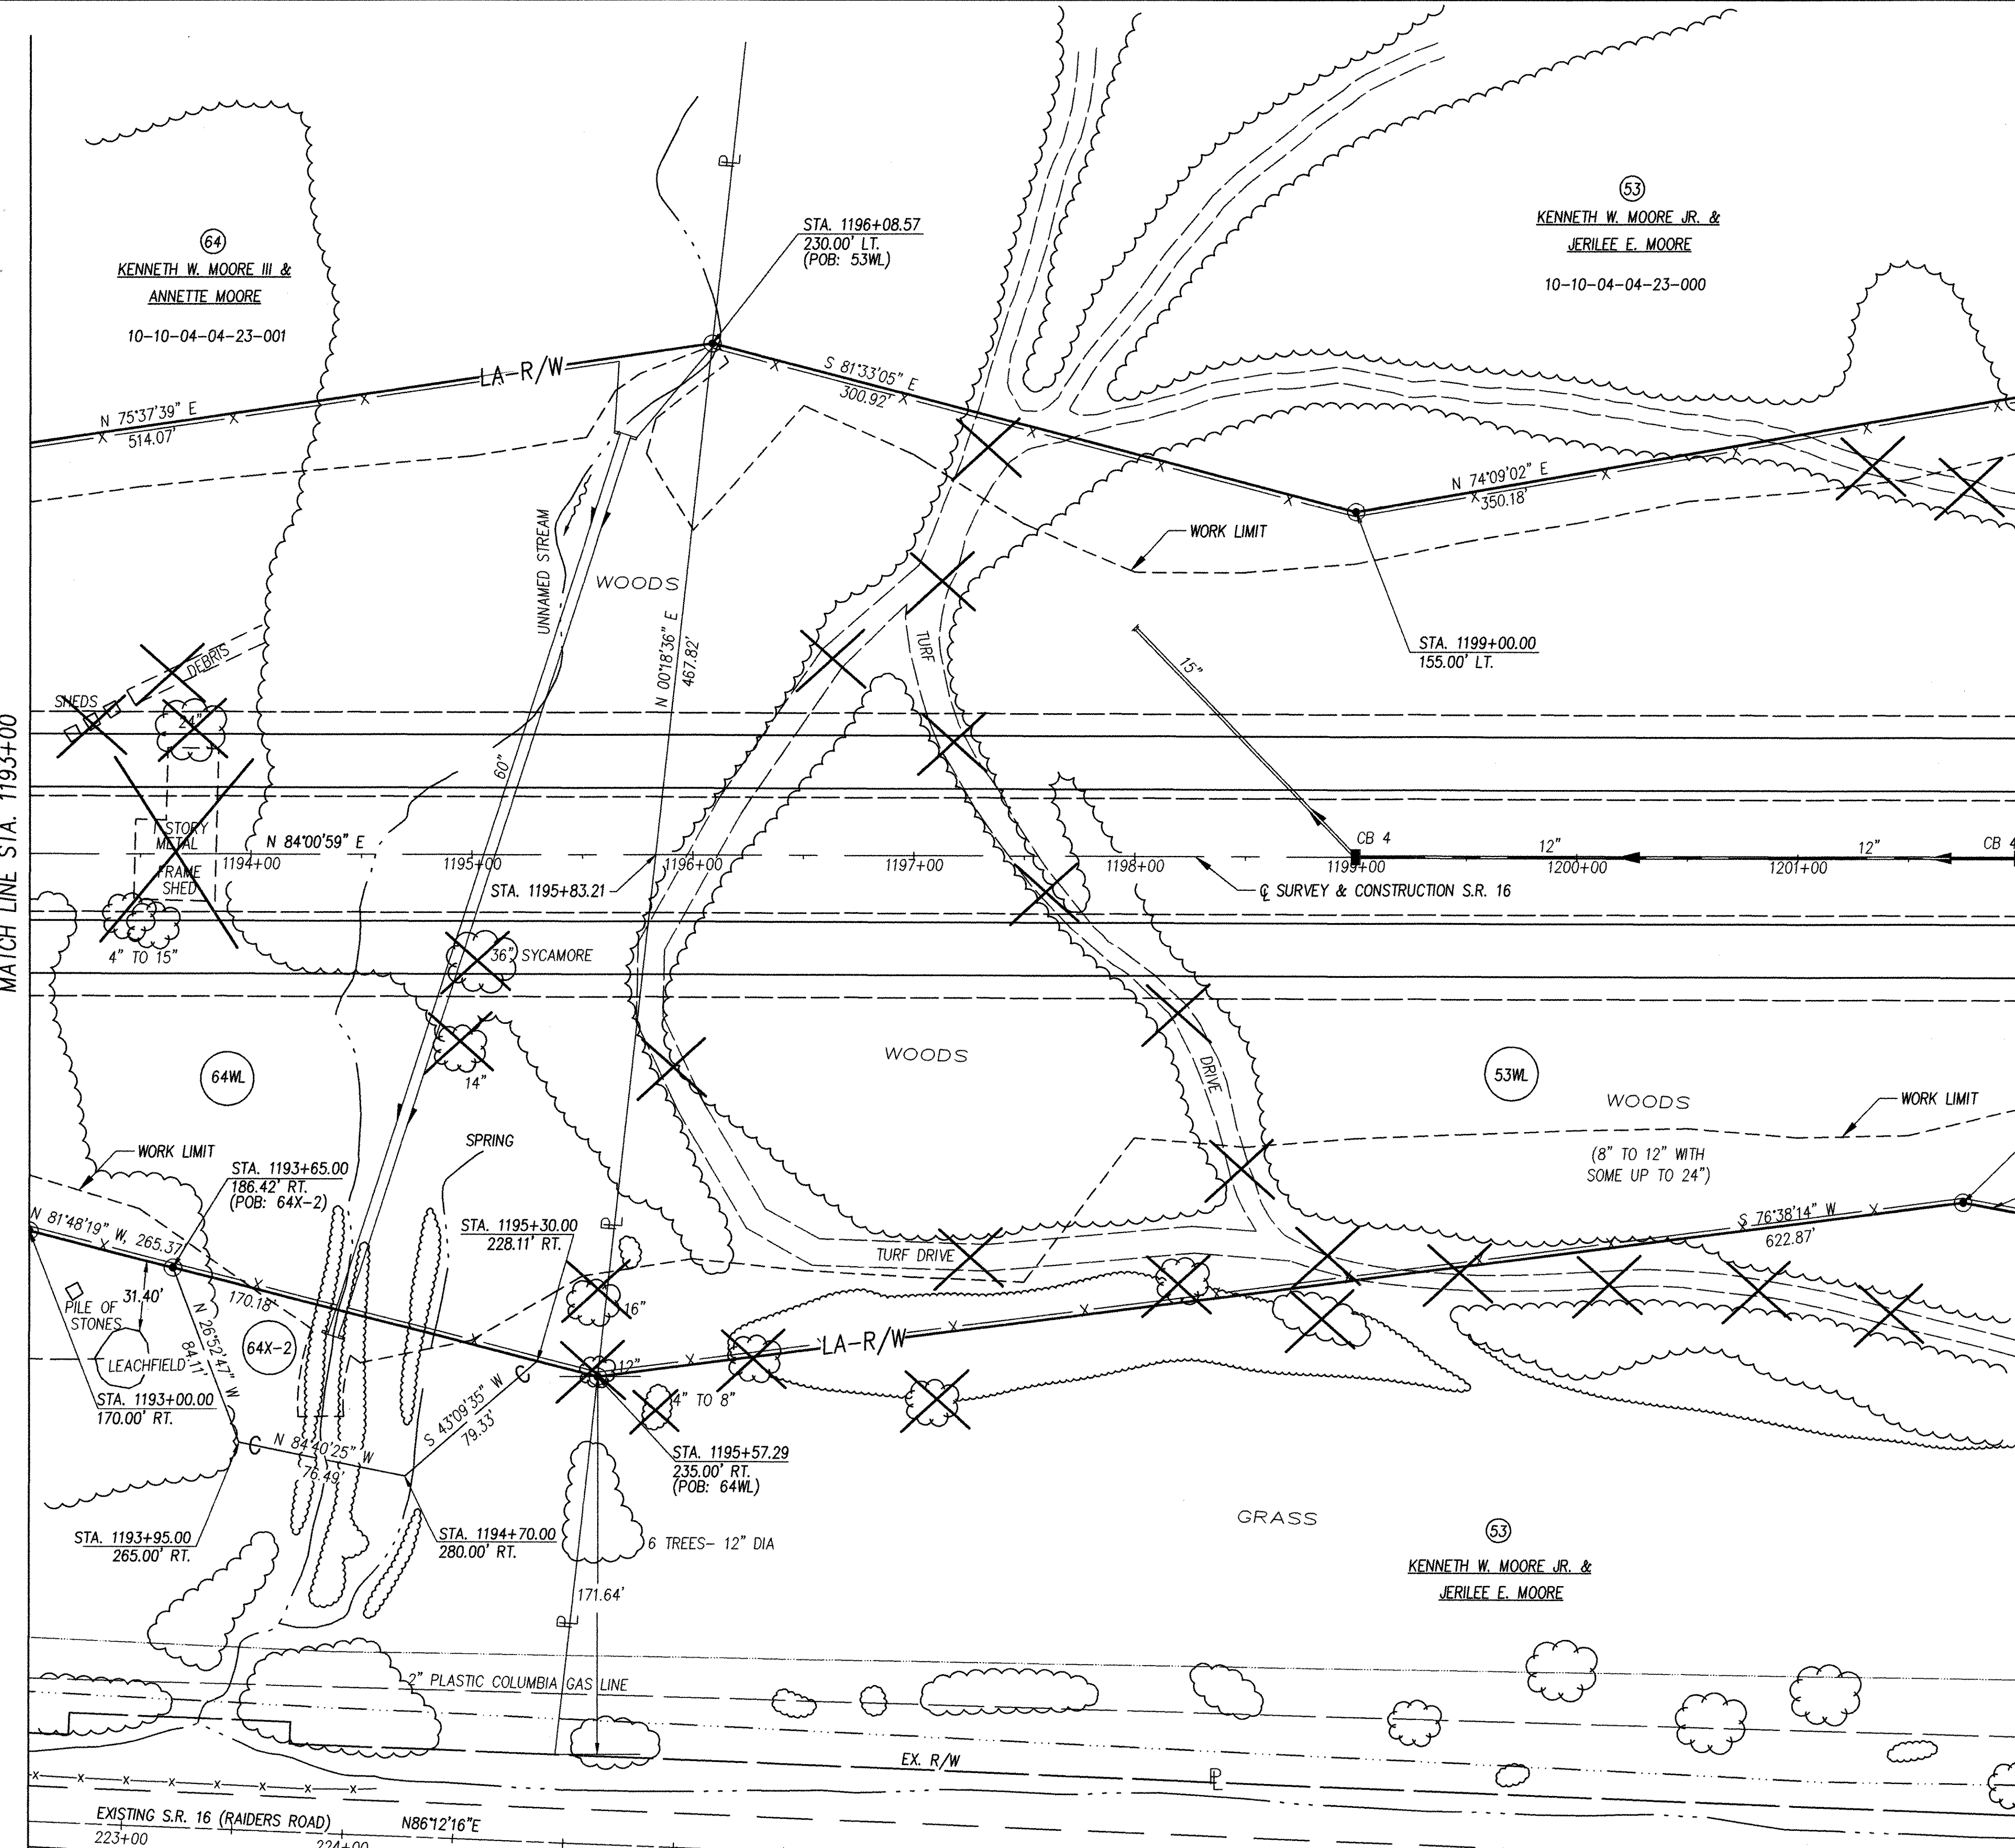 MATCH LINE STA. 1193+00
64
KENNETH W. MOORE III &
ANNETTE MOORE
10-10-04-04-23-001
STA. 1196+08.57
230.00' LT.
(POB: 53WL)
53
KENNETH W. MOORE JR. &
JERILEE E. MOORE
10-10-04-04-23-000
LA-R/W
N 75°37'39" E
514.07'
S 81°33'05" E
300.92'
N 74°09'02" E
350.18'
WORK LIMIT
UNNAMED STREAM
WOODS
N 00°18'36" E
467.82'
TURF
15"
STA. 1199+00.00
155.00' LT.
DEBRIS
SHEDS
24"
60"
1 STORY
METAL
FRAME
SHED
N 84°00'59" E
1194+00
1195+00
1196+00
1197+00
1198+00
1199+00
1200+00
1201+00
CB 4
12"
12"
CB 4
STA. 1195+83.21
℄ SURVEY & CONSTRUCTION S.R. 16
4" TO 15"
36" SYCAMORE
14"
WOODS
DRIVE
64WL
53WL
WOODS
(8" TO 12" WITH
SOME UP TO 24")
WORK LIMIT
SPRING
WORK LIMIT
STA. 1193+65.00
186.42' RT.
(POB: 64X-2)
N 81°48'19" W, 265.37'
STA. 1195+30.00
228.11' RT.
TURF DRIVE
S 76°38'14" W
622.87'
170.18'
31.40'
PILE OF
STONES
N 26°52'47" W
84.11'
64X-2
LEACHFIELD
16"
12"
LA-R/W
4" TO 8"
STA. 1193+00.00
170.00' RT.
S 43°09'35" W
79.33'
N 84°40'25" W
76.49'
STA. 1195+57.29
235.00' RT.
(POB: 64WL)
STA. 1193+95.00
265.00' RT.
STA. 1194+70.00
280.00' RT.
6 TREES- 12" DIA
GRASS
53
KENNETH W. MOORE JR. &
JERILEE E. MOORE
171.64'
2" PLASTIC COLUMBIA GAS LINE
EX. R/W
EXISTING S.R. 16 (RAIDERS ROAD)
N86°12'16"E
223+00
224+00